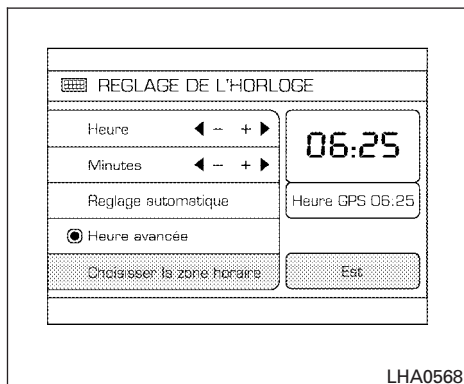 REGLAGE DE L'HORLOGE
Heure ◀ - + ▶
Minutes ◀ - + ▶
06:25
Reglage automatique
Heure GPS 06:25
Heure avancée
Choisisser la zone horaire
Est
LHA0568